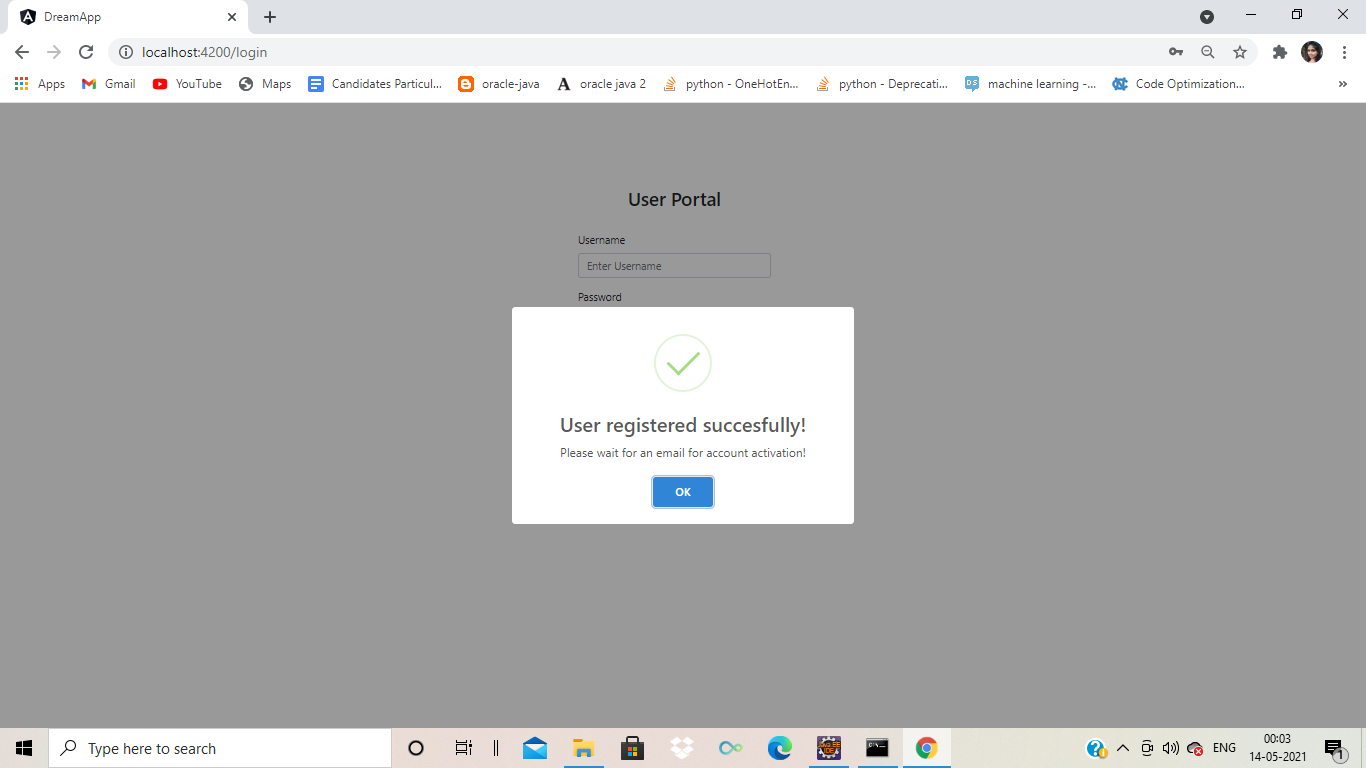 DreamApp
localhost:4200/login
Apps Gmail YouTube Maps Candidates Particul... oracle-java oracle java 2 python - OneHotEn... python - Deprecati... machine learning -... Code Optimization... »
User Portal
Username
Enter Username
Password
User registered succesfully!
Please wait for an email for account activation!
OK
Type here to search
ENG
00:03
14-05-2021
1